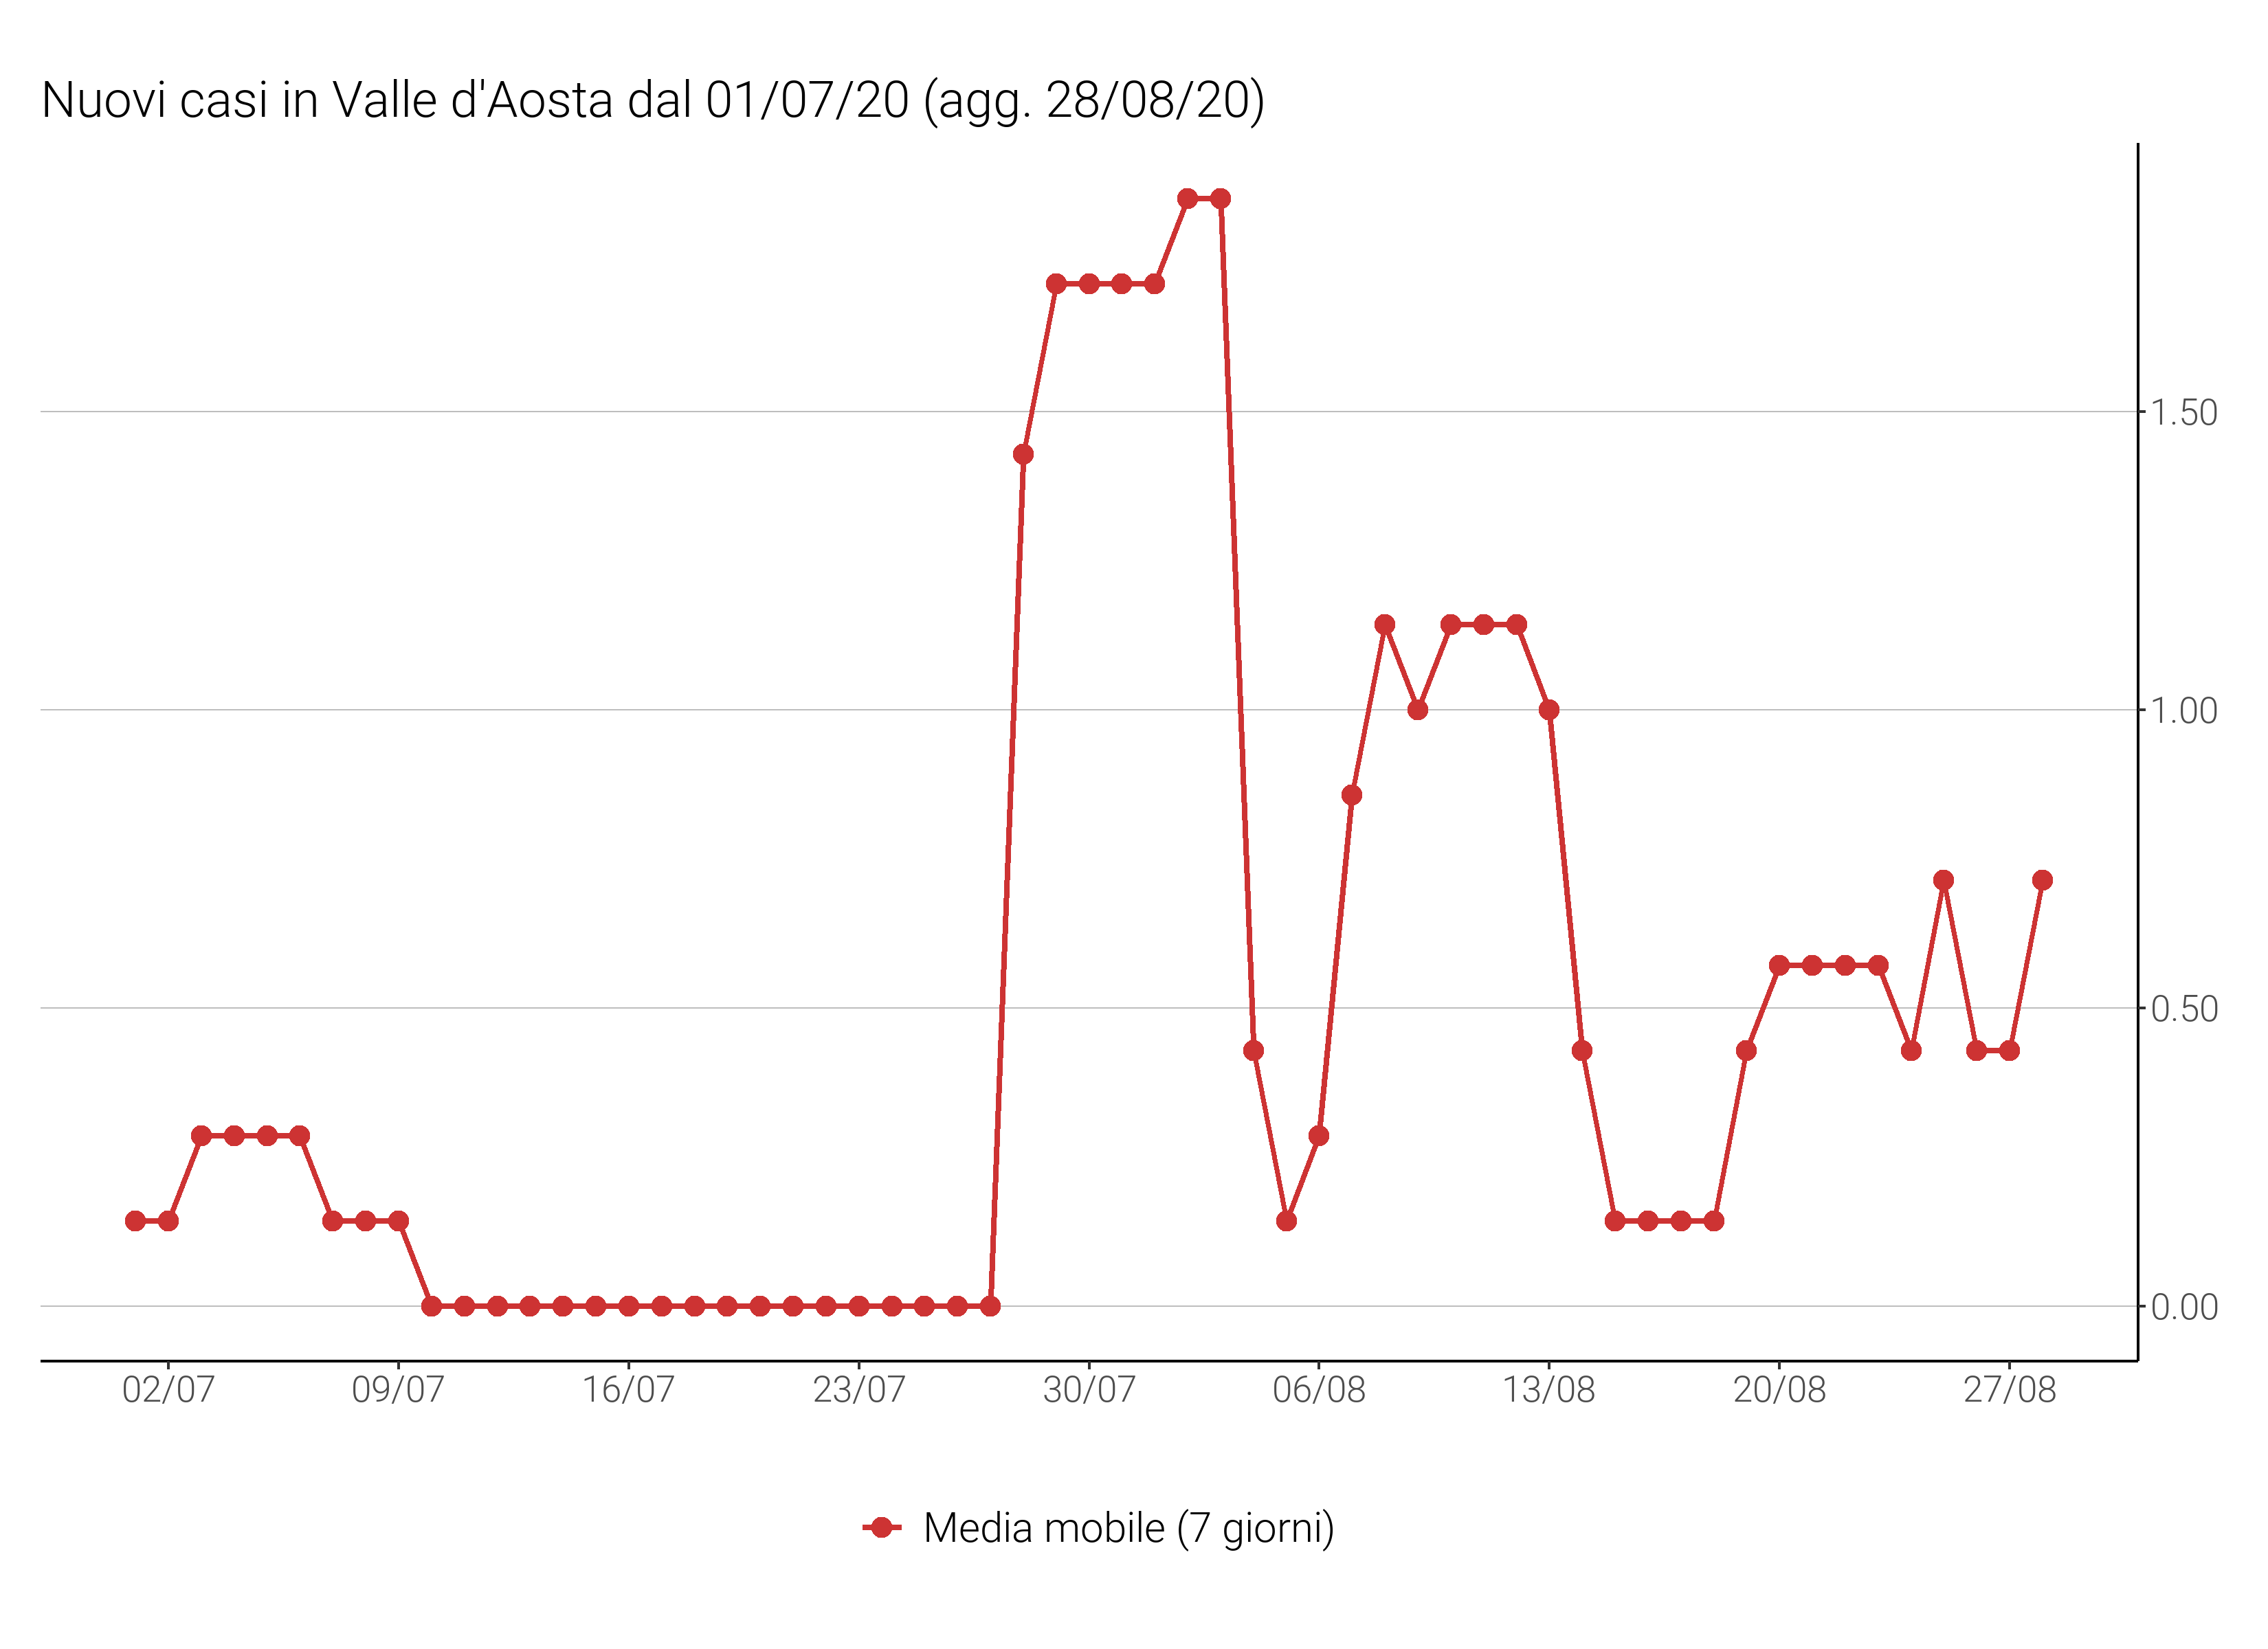 Nuovi casi in Valle d'Aosta dal 01/07/20 (agg. 28/08/20)
1.50
1.00
0.50
0.00
02/07 09/07 16/07 23/07 30/07 06/08 13/08 20/08 27/08
Media mobile (7 giorni)